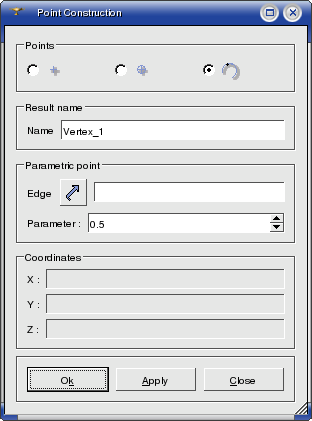 Point Construction
Points
Result name
Name Vertex_1
Parametric point
Edge
Parameter : 0.5
Coordinates
X :
Y :
Z :
Ok Apply Close